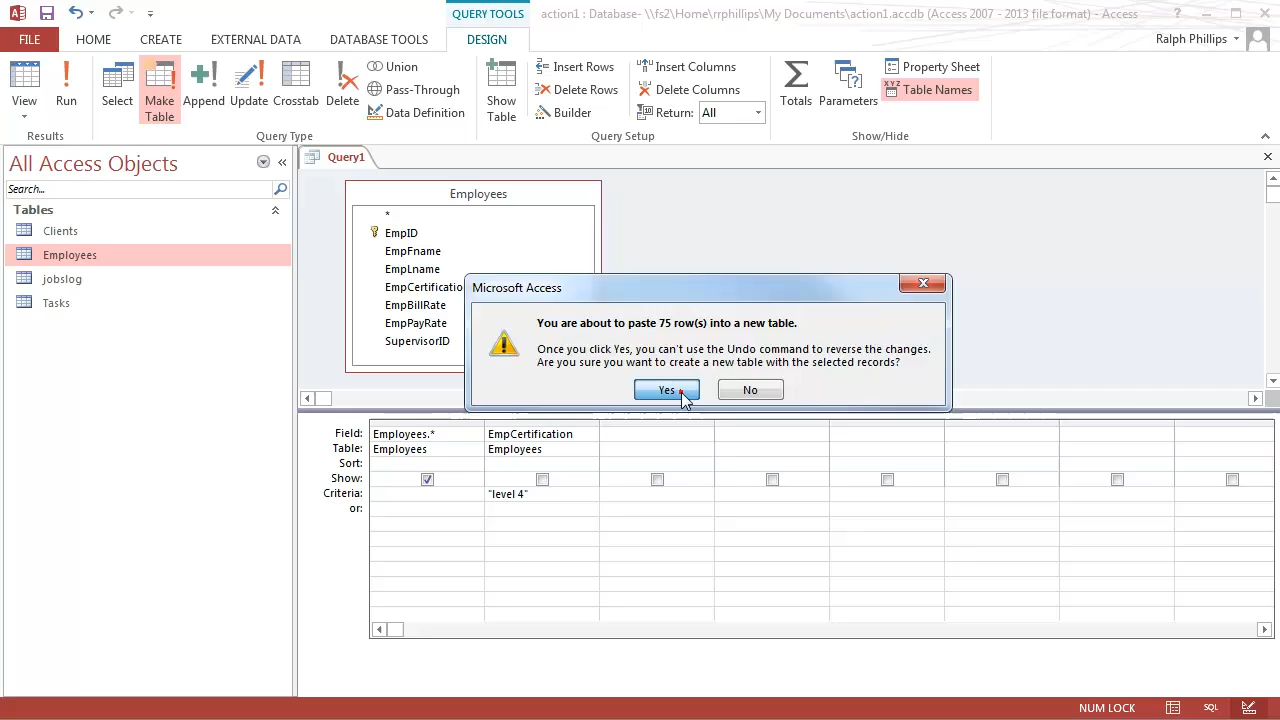 QUERY TOOLS
action1 : Database- \\fs2\Home\rrphillips\My Documents\action1.accdb (Access 2007 - 2013 file format) - Access
?
FILE HOME CREATE EXTERNAL DATA DATABASE TOOLS DESIGN
Ralph Phillips
View
Run
Select
Make Table
Append
Update
Crosstab
Delete
Union
Pass-Through
Data Definition
Show Table
Insert Rows
Delete Rows
Builder
Insert Columns
Delete Columns
Return: All
Totals
Parameters
Property Sheet
XYZ Table Names
Results
Query Type
Query Setup
Show/Hide
All Access Objects
Search...
Tables
Clients
Employees
jobslog
Tasks
Query1
Employees
*
EmpID
EmpFname
EmpLname
EmpCertificatio
EmpBillRate
EmpPayRate
SupervisorID
Microsoft Access
You are about to paste 75 row(s) into a new table.
Once you click Yes, you can't use the Undo command to reverse the changes.
Are you sure you want to create a new table with the selected records?
Yes No
Field: Employees.* EmpCertification
Table: Employees Employees
Sort:
Show:
Criteria: "level 4"
or:
NUM LOCK SQL